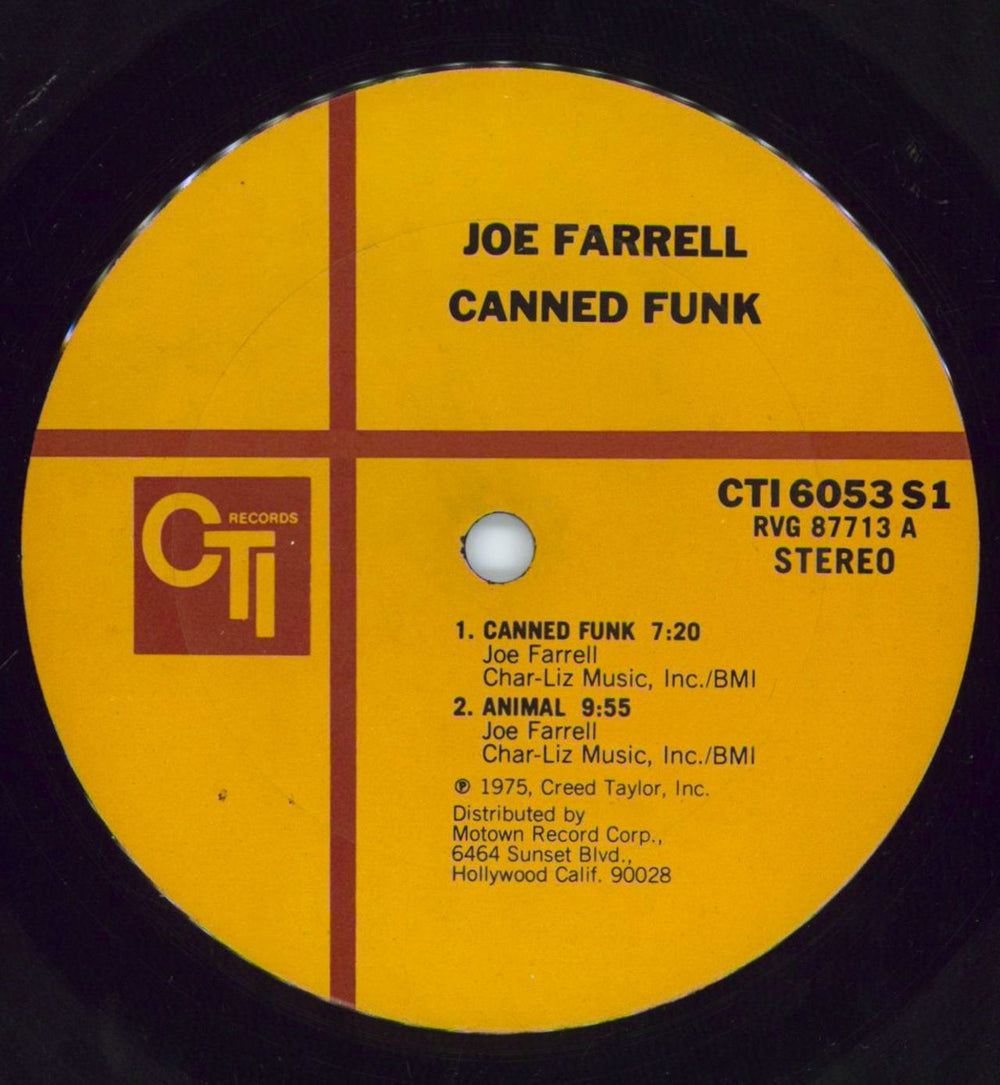 JOE FARRELL
CANNED FUNK
CTI RECORDS
CTI 6053 S1
RVG 87713 A
STEREO
1. CANNED FUNK 7:20
Joe Farrell
Char-Liz Music, Inc./BMI
2. ANIMAL 9:55
Joe Farrell
Char-Liz Music, Inc./BMI
℗ 1975, Creed Taylor, Inc.
Distributed by
Motown Record Corp.,
6464 Sunset Blvd.,
Hollywood Calif. 90028